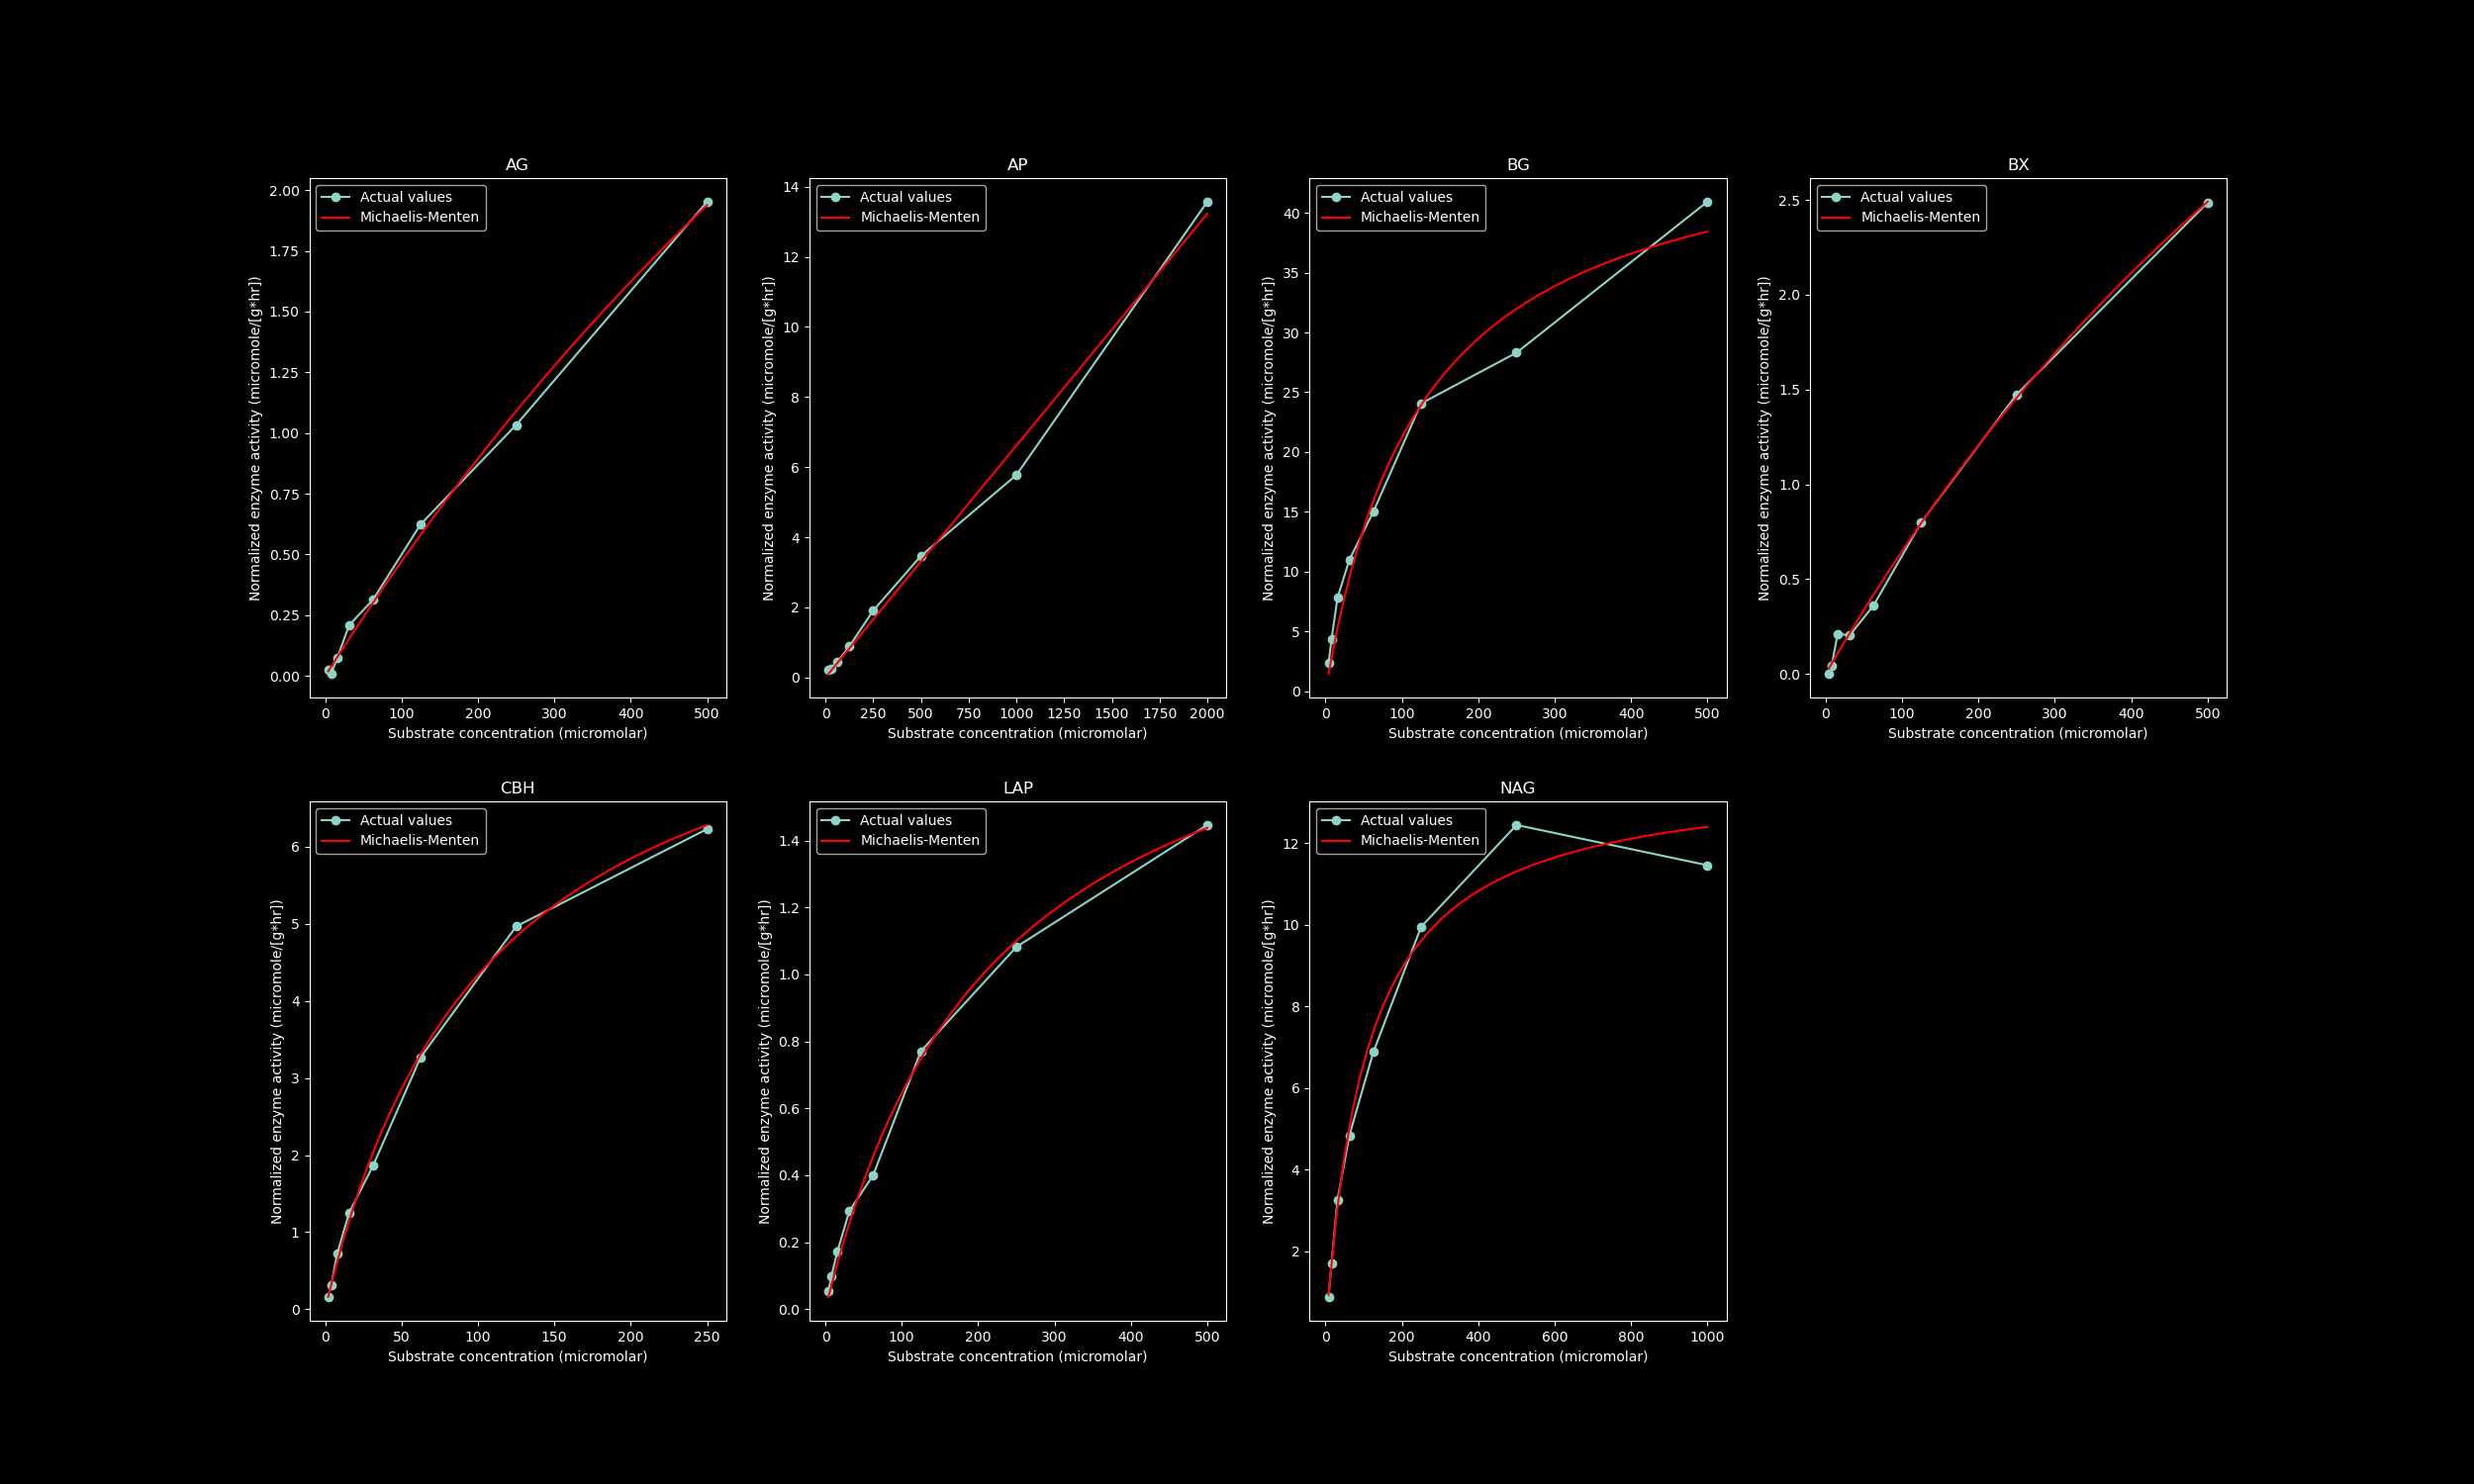 AG
Actual values
Michaelis-Menten
2.00
1.75
1.50
1.25
1.00
0.75
0.50
0.25
0.00
Normalized enzyme activity (micromole/[g*hr])
0 100 200 300 400 500
Substrate concentration (micromolar)
AP
Actual values
Michaelis-Menten
14
12
10
8
6
4
2
0
Normalized enzyme activity (micromole/[g*hr])
0 250 500 750 1000 1250 1500 1750 2000
Substrate concentration (micromolar)
BG
Actual values
Michaelis-Menten
40
35
30
25
20
15
10
5
0
Normalized enzyme activity (micromole/[g*hr])
0 100 200 300 400 500
Substrate concentration (micromolar)
BX
Actual values
Michaelis-Menten
2.5
2.0
1.5
1.0
0.5
0.0
Normalized enzyme activity (micromole/[g*hr])
0 100 200 300 400 500
Substrate concentration (micromolar)
CBH
Actual values
Michaelis-Menten
6
5
4
3
2
1
0
Normalized enzyme activity (micromole/[g*hr])
0 50 100 150 200 250
Substrate concentration (micromolar)
LAP
Actual values
Michaelis-Menten
1.4
1.2
1.0
0.8
0.6
0.4
0.2
0.0
Normalized enzyme activity (micromole/[g*hr])
0 100 200 300 400 500
Substrate concentration (micromolar)
NAG
Actual values
Michaelis-Menten
12
10
8
6
4
2
Normalized enzyme activity (micromole/[g*hr])
0 200 400 600 800 1000
Substrate concentration (micromolar)